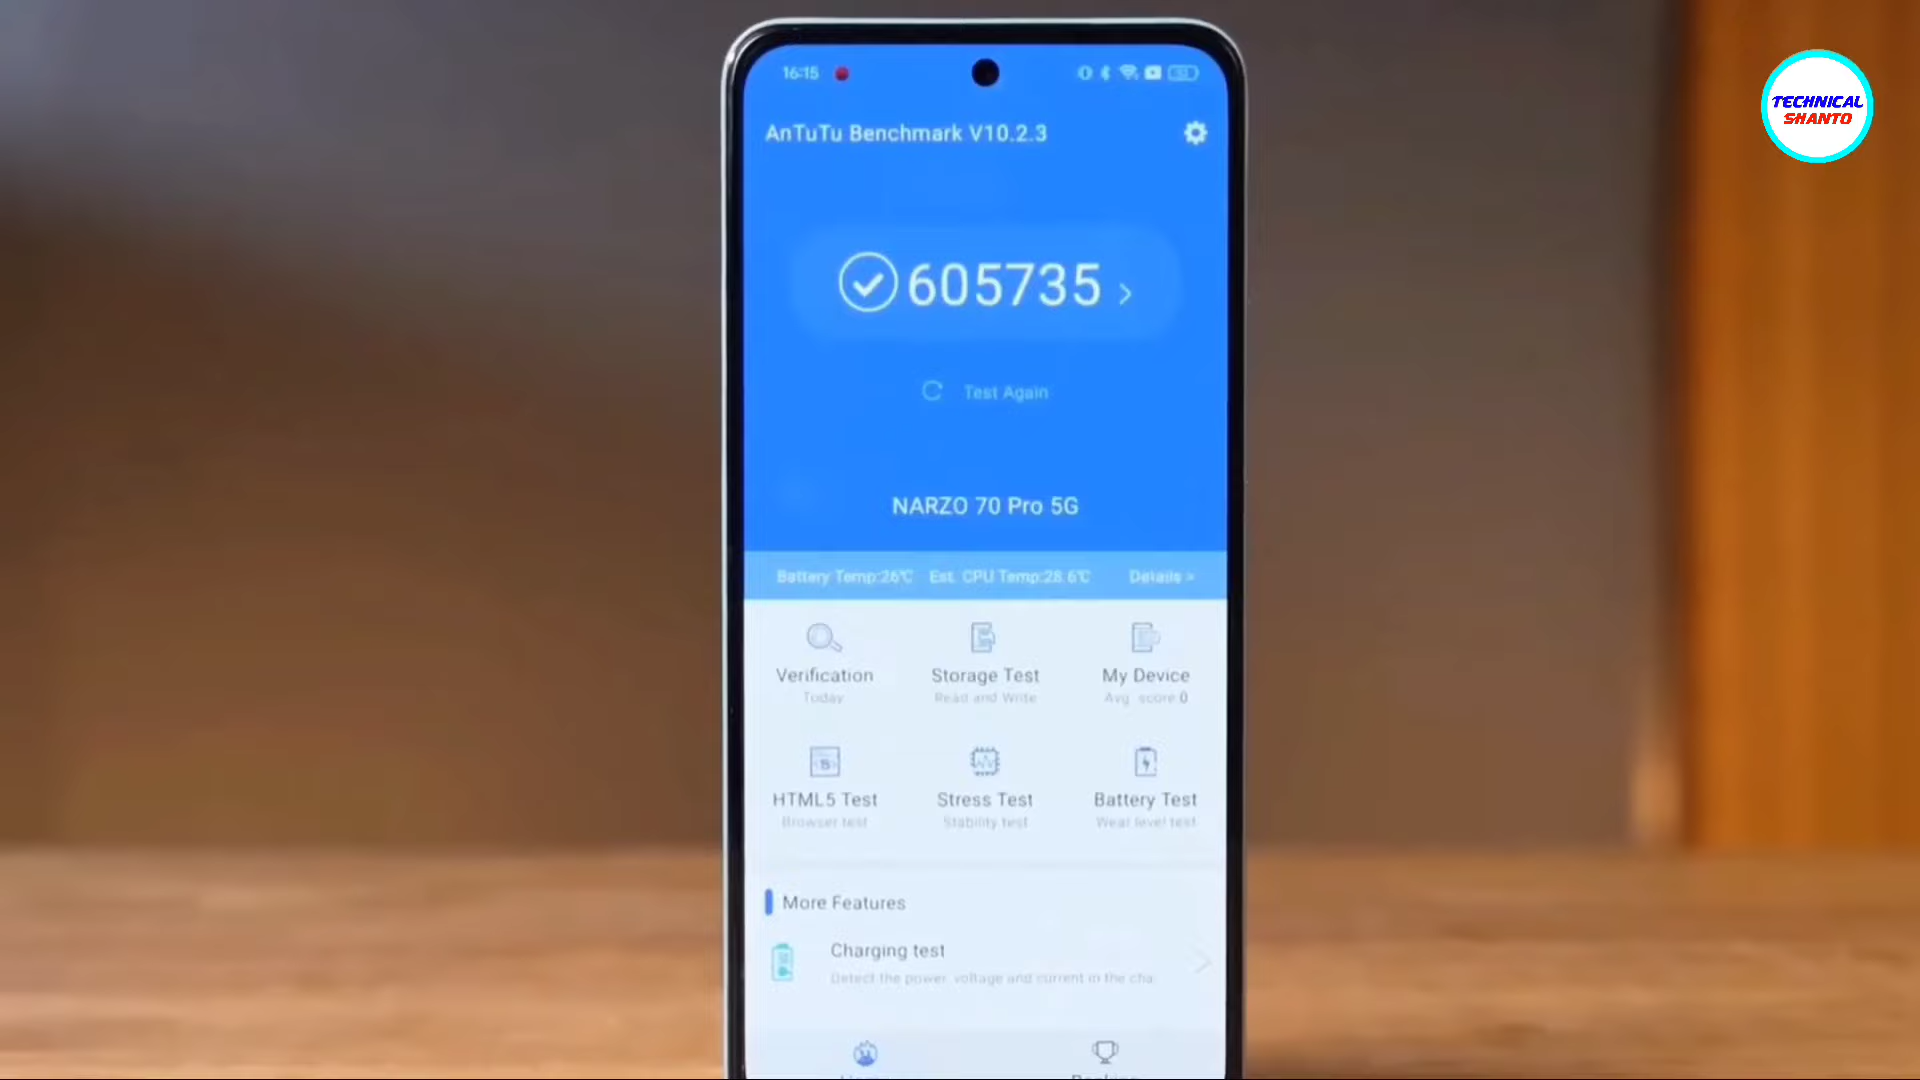 16:15
TECHNICAL
SHANTO
AnTuTu Benchmark V10.2.3
605735
Test Again
NARZO 70 Pro 5G
Battery Temp:26℃ Est. CPU Temp:28.6℃ Details >
Verification Storage Test My Device
Today Read and Write Avg. score 0
HTML5 Test Stress Test Battery Test
Browser test Stability test Wear level test
More Features
Charging test
Detect the power, voltage and current in the cha